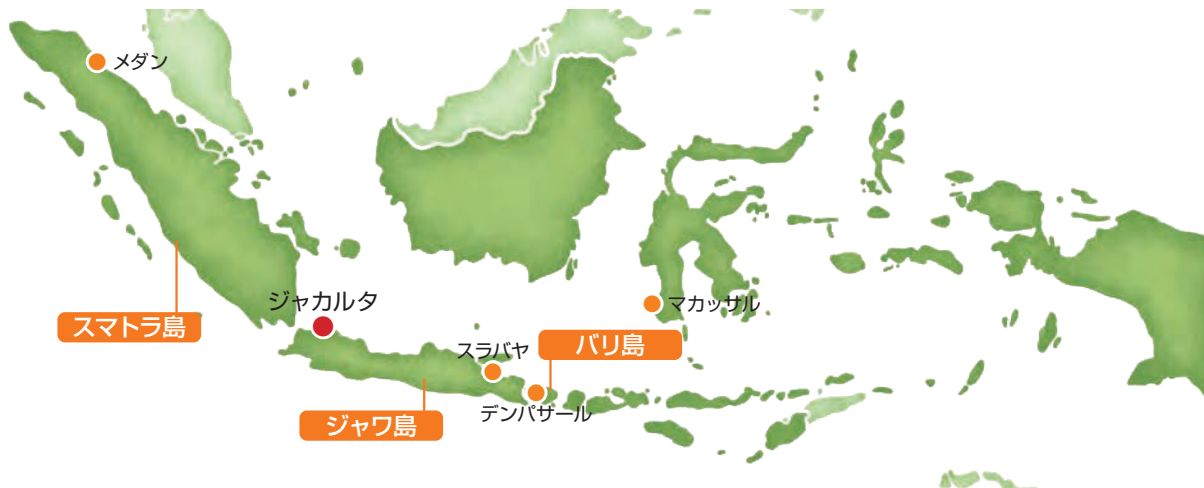 メダン
スマトラ島
ジャカルタ
マカッサル
スラバヤ
バリ島
デンパザール
ジャワ島